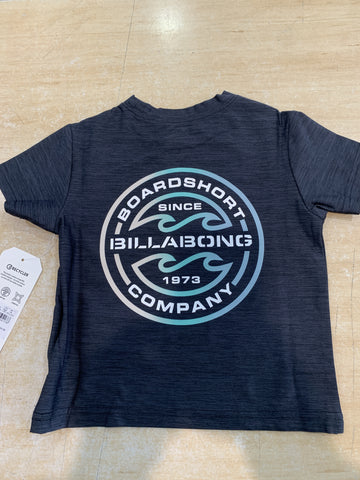 BOARDSHORT
SINCE
BILLABONG
1973
COMPANY